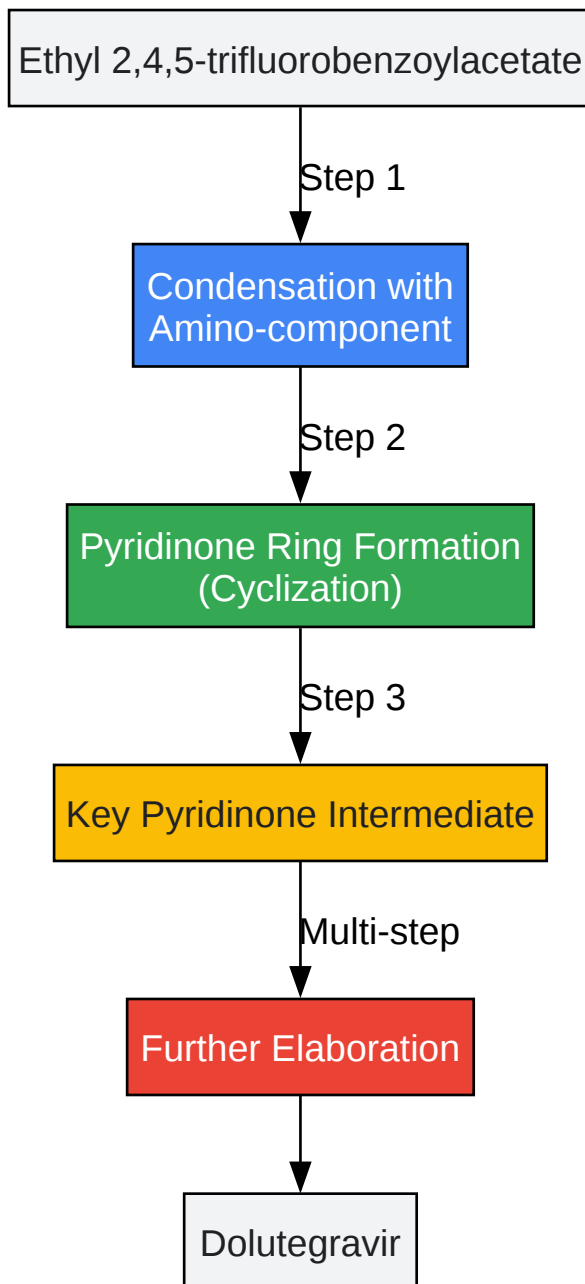 Ethyl 2,4,5-trifluorobenzoylacetate
Step 1
Condensation with
Amino-component
Step 2
Pyridinone Ring Formation
(Cyclization)
Step 3
Key Pyridinone Intermediate
Multi-step
Further Elaboration
Dolutegravir